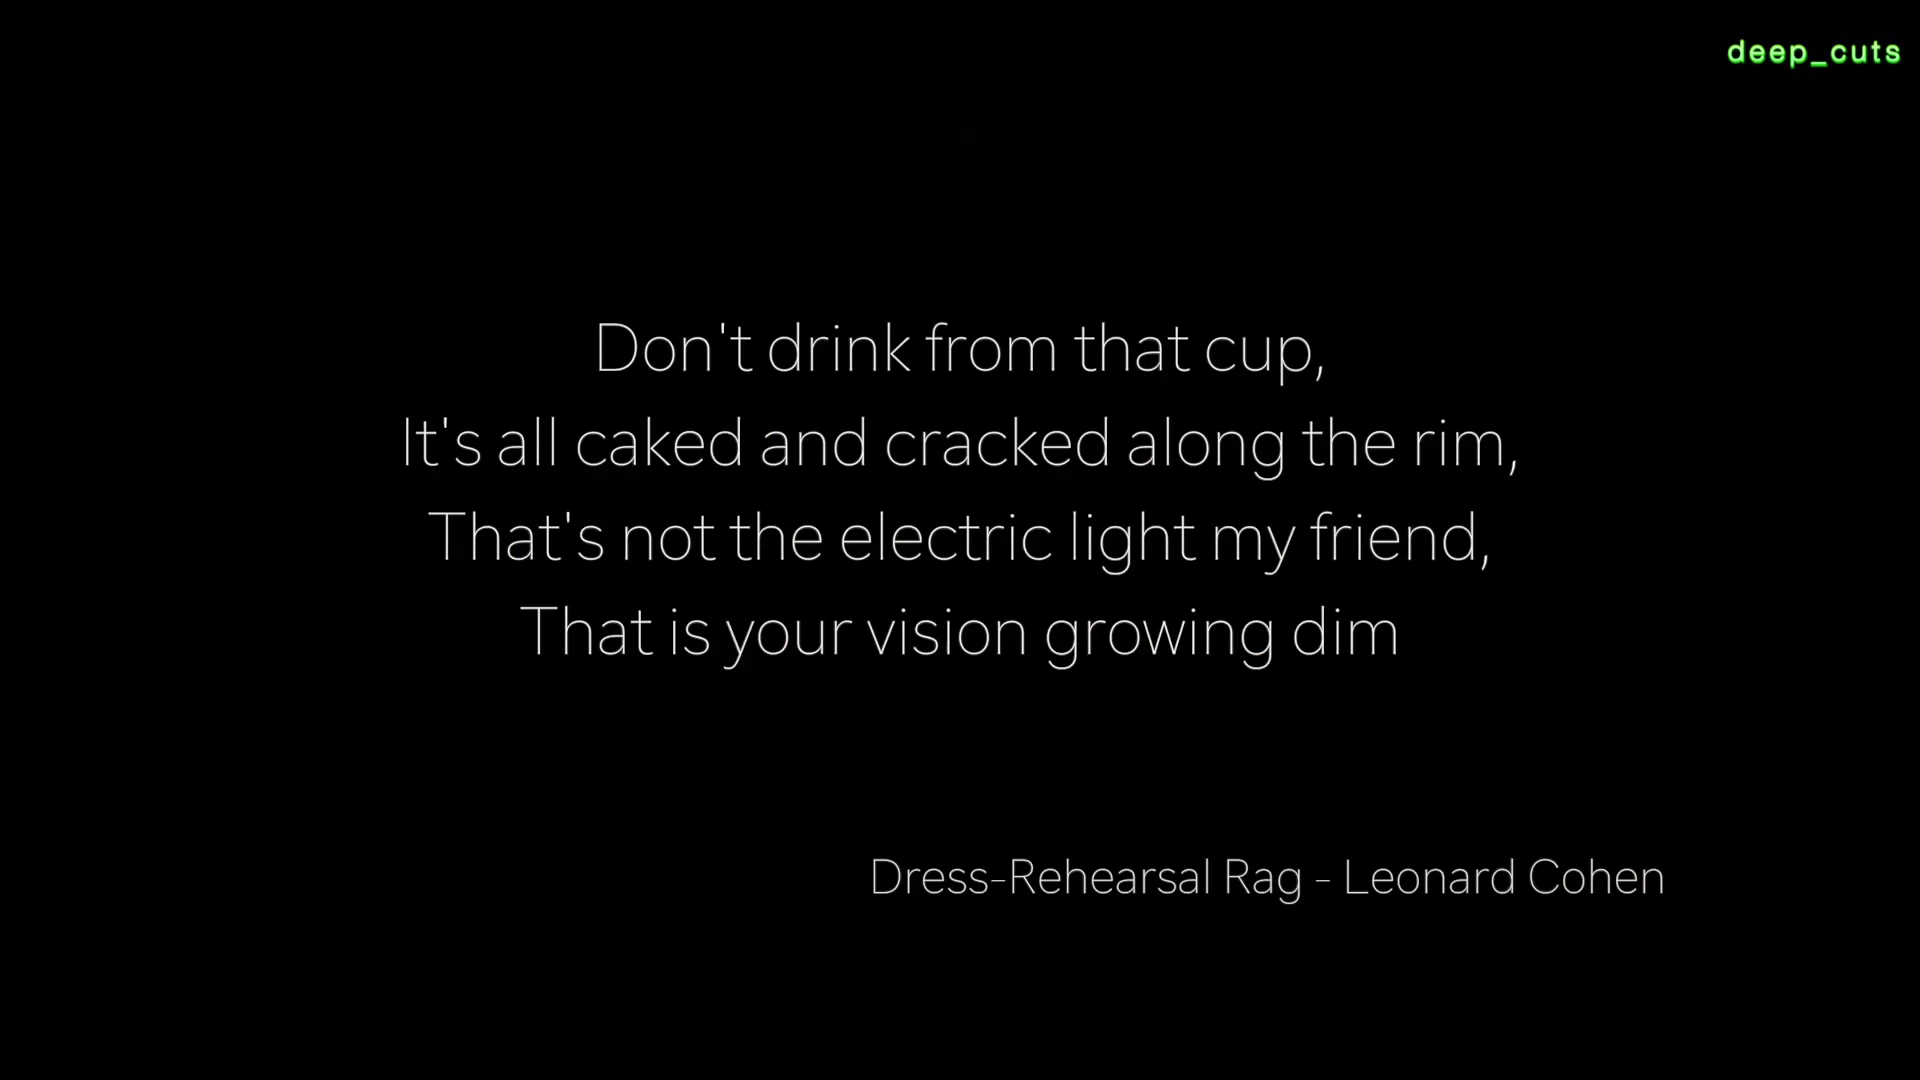 deep_cuts
Don't drink from that cup,
It's all caked and cracked along the rim,
That's not the electric light my friend,
That is your vision growing dim
Dress-Rehearsal Rag - Leonard Cohen